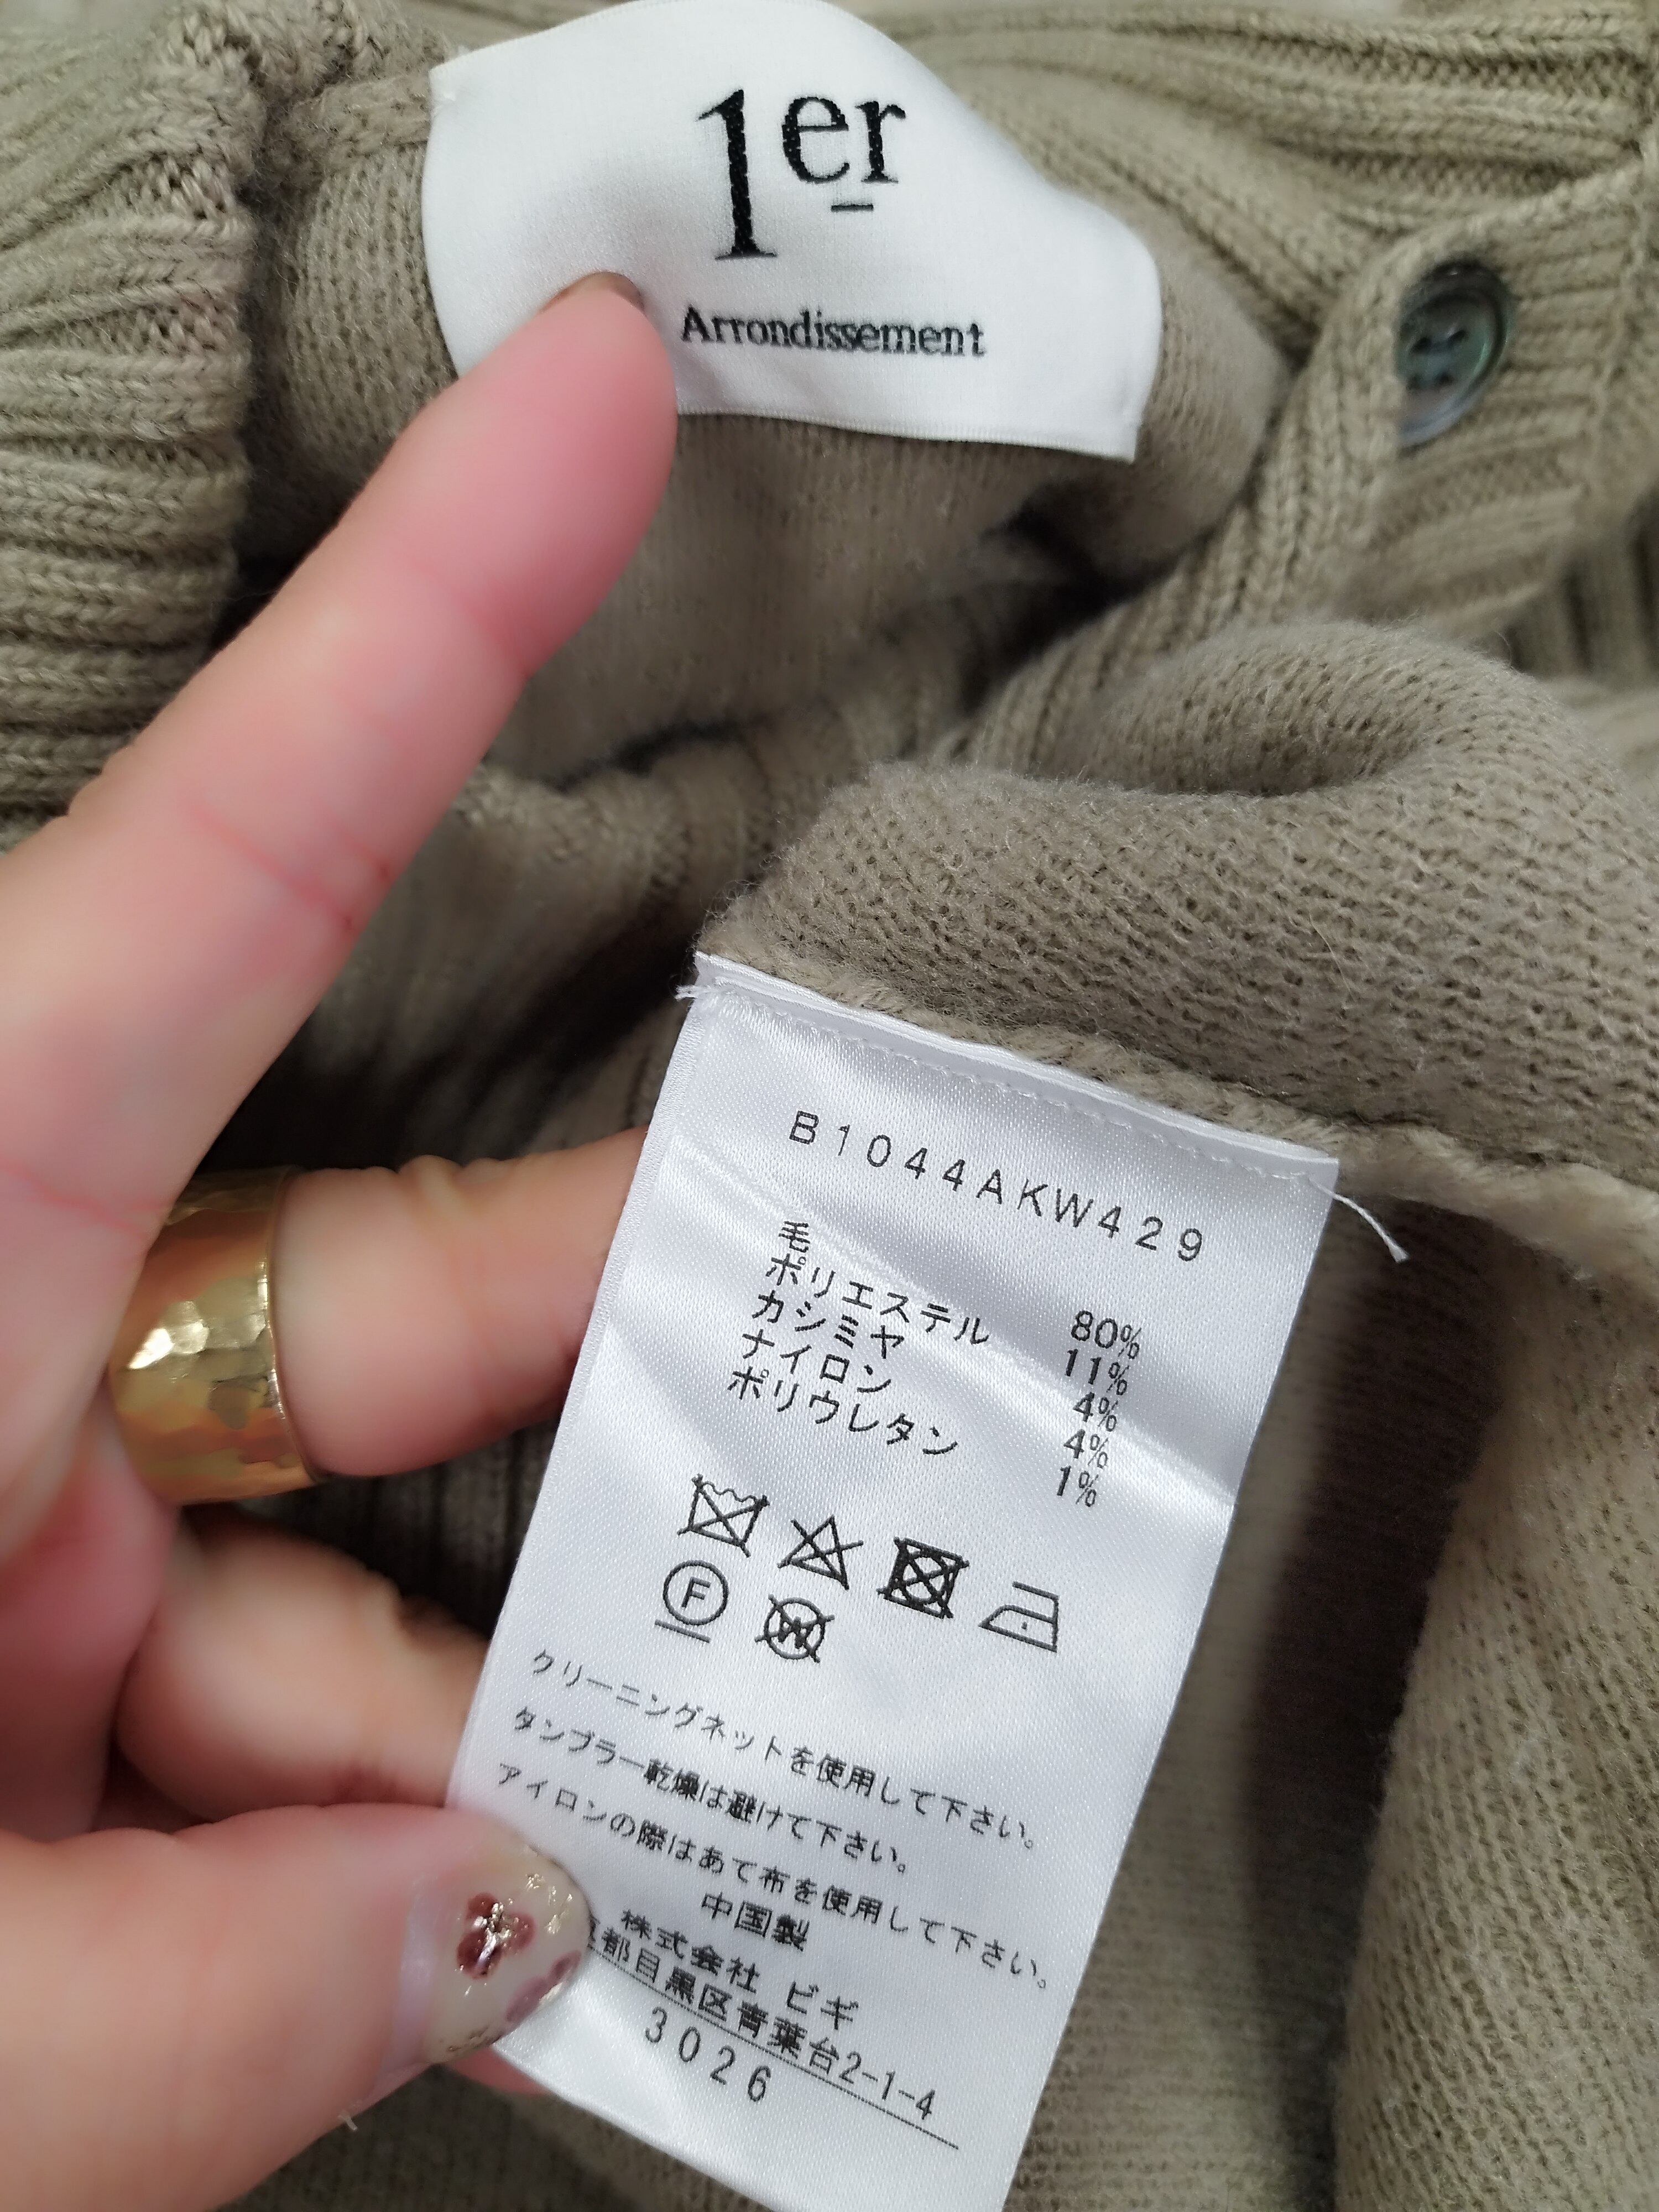 1er
Arrondissement
B1044AKW429
毛 80%
ポリエステル 11%
カシミヤ 4%
ナイロン 4%
ポリウレタン 1%
F W
クリーニングネットを使用して下さい。
タンブラー乾燥は避けて下さい。
アイロンの際はあて布を使用して下さい。
中国製
株式会社 ビギ
都目黒区青葉台2-1-4
3026